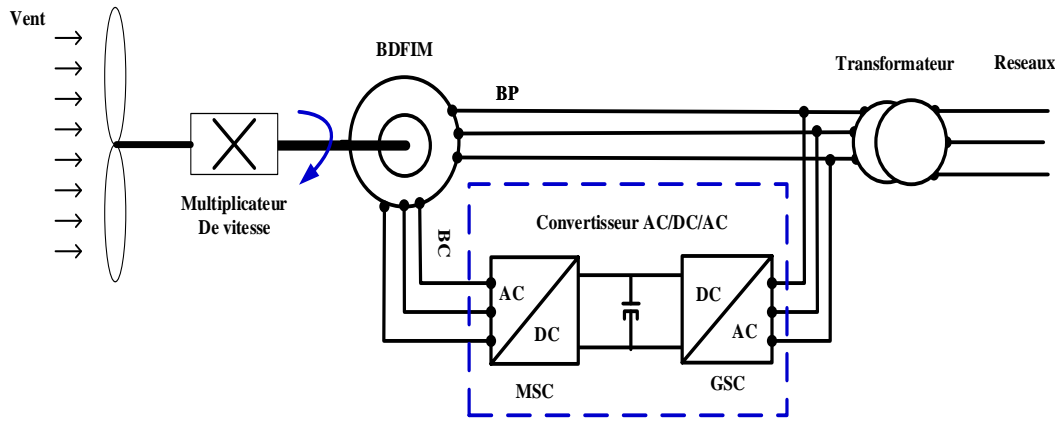 Vent
BDFIM
BP
Transformateur
Reseaux
Multiplicateur
De vitesse
BC
Convertisseur AC/DC/AC
AC
DC
DC
AC
MSC
GSC